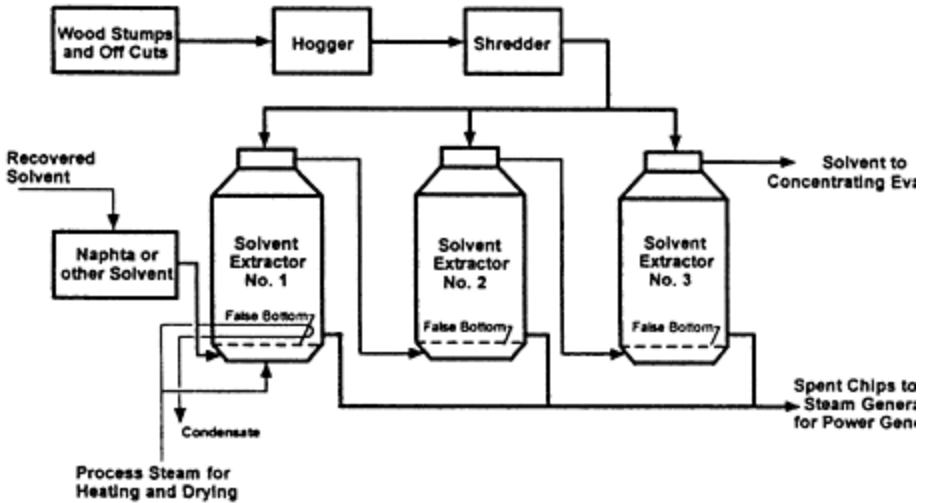 Wood Stumps
and Off Cuts
Hogger
Shredder
Recovered
Solvent
Solvent to
Concentrating Eva
Naphta or
other Solvent
Solvent
Extractor
No. 1
Solvent
Extractor
No. 2
Solvent
Extractor
No. 3
False Bottom
False Bottom
False Bottom
Spent Chips to
Steam Genera
for Power Gene
Condensate
Process Steam for
Heating and Drying